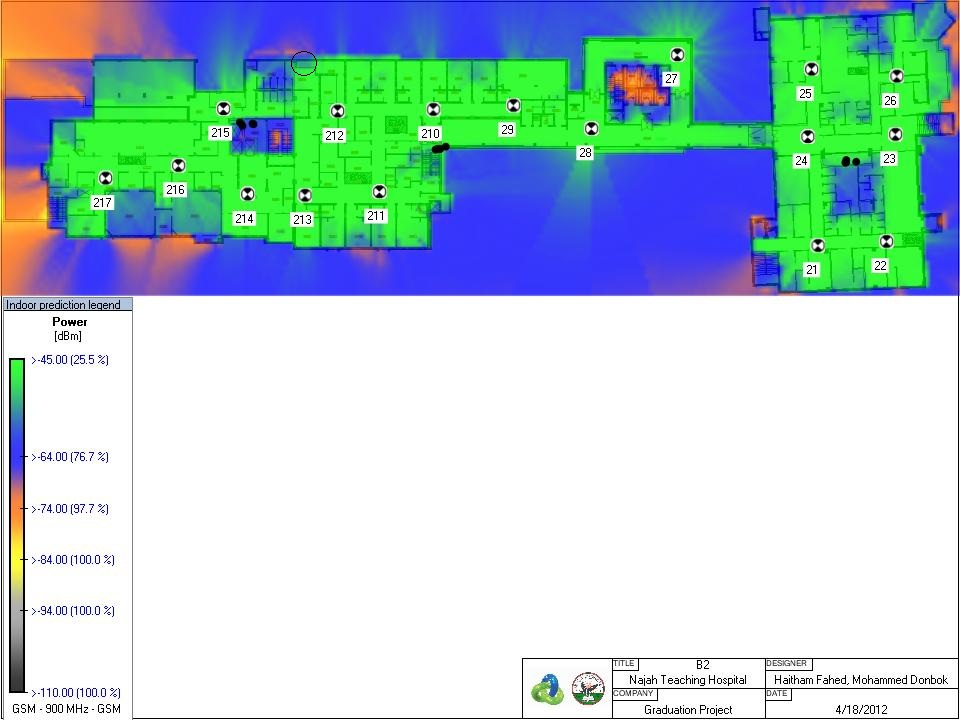 27
25
26
215
212
210
29
28
24
23
216
217
214
213
211
21
22
Indoor prediction legend
Power
[dBm]
>-45.00 (25.5 %)
>-64.00 (76.7 %)
>-74.00 (97.7 %)
>-84.00 (100.0 %)
>-94.00 (100.0 %)
>-110.00 (100.0 %)
GSM - 900 MHz - GSM
TITLE
B2
Najah Teaching Hospital
DESIGNER
Haitham Fahed, Mohammed Donbok
COMPANY
Graduation Project
DATE
4/18/2012